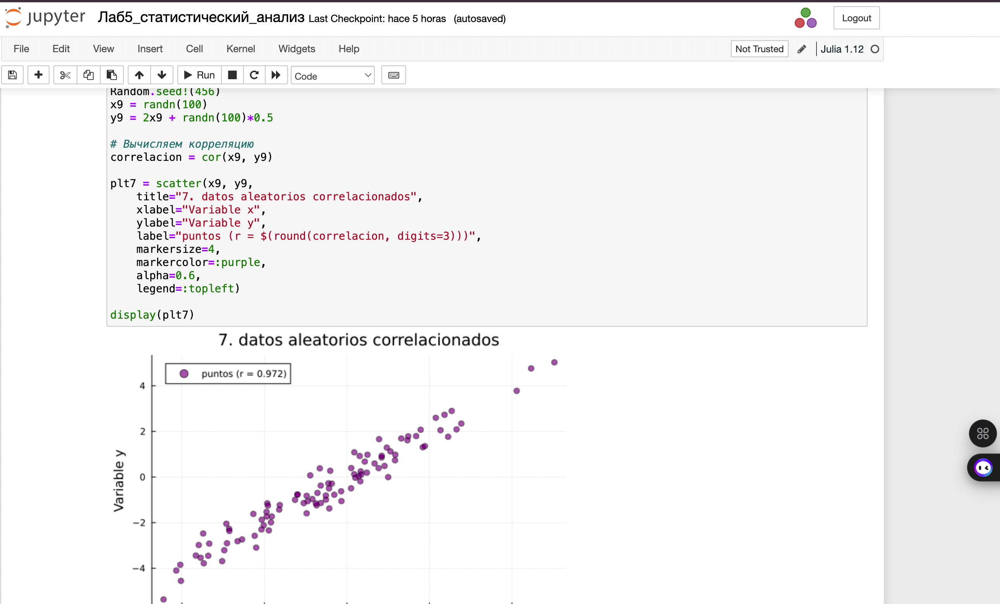 jupyter Лаб5_статистический_анализ Last Checkpoint: hace 5 horas (autosaved)
Logout
File Edit View Insert Cell Kernel Widgets Help
Not Trusted Julia 1.12
Run Code
Random.seed!(456)
x9 = randn(100)
y9 = 2x9 + randn(100)*0.5
# Вычисляем корреляцию
correlacion = cor(x9, y9)
plt7 = scatter(x9, y9,
title="7. datos aleatorios correlacionados",
xlabel="Variable x",
ylabel="Variable y",
label="puntos (r = $(round(correlacion, digits=3)))",
markersize=4,
markercolor=:purple,
alpha=0.6,
legend=:topleft)
display(plt7)
7. datos aleatorios correlacionados
puntos (r = 0.972)
4
2
0
−2
−4
Variable y